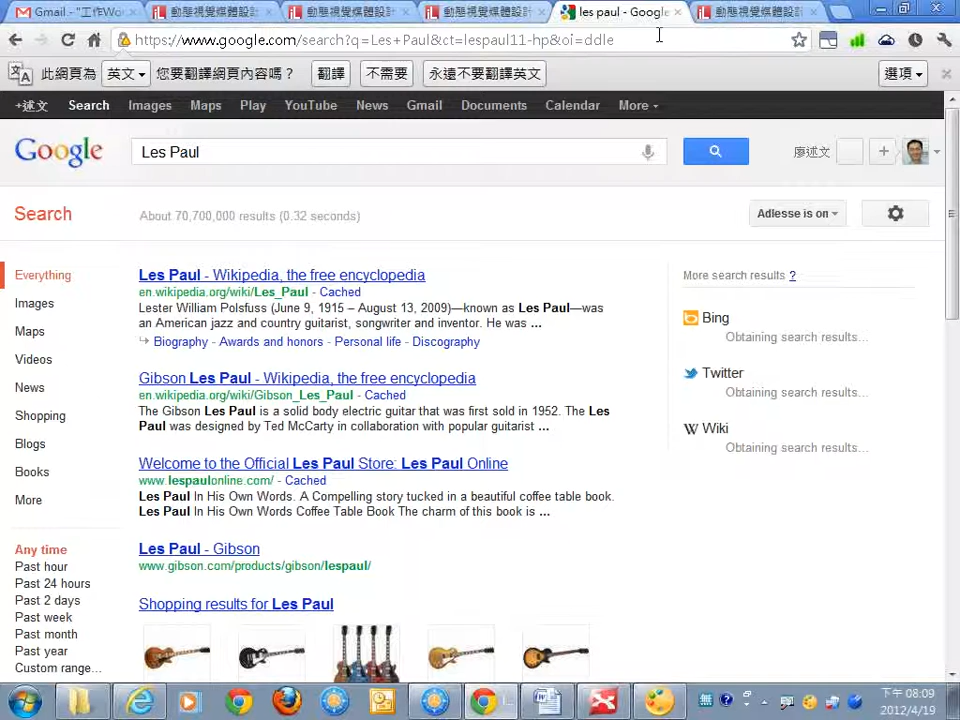 Gmail - "工作Wor
動態視覺媒體設計
動態視覺媒體設計
動態視覺媒體設計
les paul - Google
動態視覺媒體設計
https://www.google.com/search?q=Les+Paul&ct=lespaul11-hp&oi=ddle
此網頁為 英文 您要翻譯網頁內容嗎？ 翻譯 不需要 永遠不要翻譯英文 選項
+述文 Search Images Maps Play YouTube News Gmail Documents Calendar More
Google Les Paul 廖述文 +
Search About 70,700,000 results (0.32 seconds) Adlesse is on
Everything
Images
Maps
Videos
News
Shopping
Blogs
Books
More
Any time
Past hour
Past 24 hours
Past 2 days
Past week
Past month
Past year
Custom range...
Les Paul - Wikipedia, the free encyclopedia
en.wikipedia.org/wiki/Les_Paul - Cached
Lester William Polsfuss (June 9, 1915 – August 13, 2009)—known as Les Paul—was
an American jazz and country guitarist, songwriter and inventor. He was ...
Biography - Awards and honors - Personal life - Discography
Gibson Les Paul - Wikipedia, the free encyclopedia
en.wikipedia.org/wiki/Gibson_Les_Paul - Cached
The Gibson Les Paul is a solid body electric guitar that was first sold in 1952. The Les
Paul was designed by Ted McCarty in collaboration with popular guitarist ...
Welcome to the Official Les Paul Store: Les Paul Online
www.lespaulonline.com/ - Cached
Les Paul In His Own Words. A Compelling story tucked in a beautiful coffee table book.
Les Paul In His Own Words Coffee Table Book The charm of this book is ...
Les Paul - Gibson
www.gibson.com/products/gibson/lespaul/
Shopping results for Les Paul
More search results ?
Bing
Obtaining search results...
Twitter
Obtaining search results...
W Wiki
Obtaining search results...
下午 08:09
2012/4/19